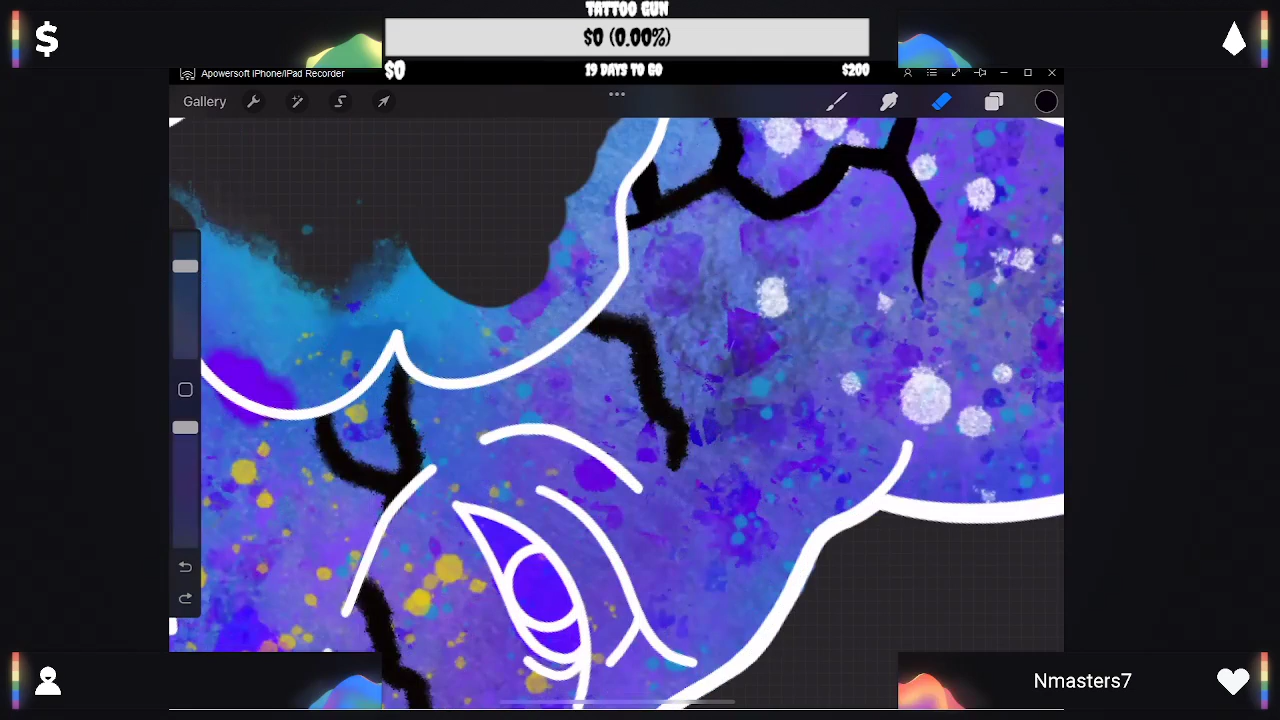 TATTOO GUN
$0 (0.00%)
$0
19 DAYS TO GO
$200
Apowersoft iPhone/iPad Recorder
Gallery
$
Nmasters7